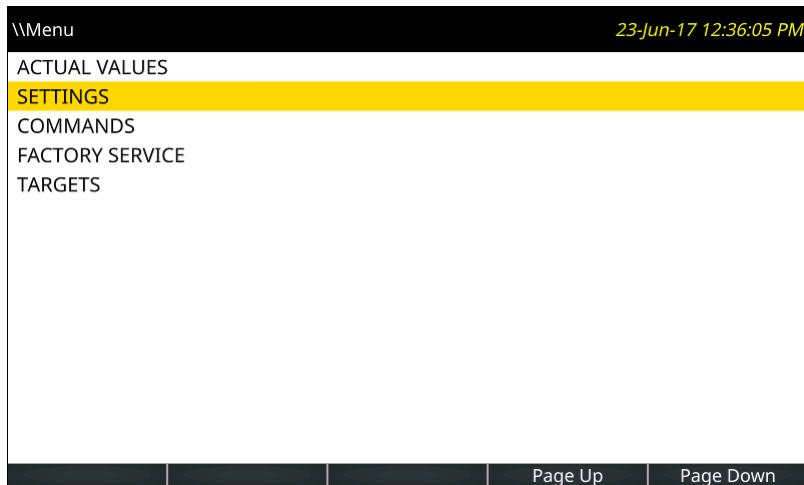 \\Menu 23-Jun-17 12:36:05 PM
ACTUAL VALUES
SETTINGS
COMMANDS
FACTORY SERVICE
TARGETS
Page Up Page Down